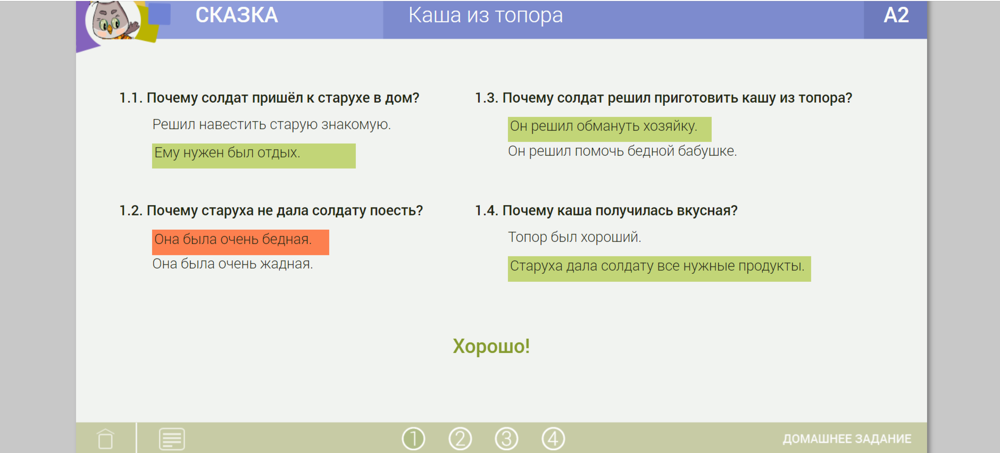 СКАЗКА
Каша из топора
А2
1.1. Почему солдат пришёл к старухе в дом?
Решил навестить старую знакомую.
Ему нужен был отдых.
1.2. Почему старуха не дала солдату поесть?
Она была очень бедная.
Она была очень жадная.
1.3. Почему солдат решил приготовить кашу из топора?
Он решил обмануть хозяйку.
Он решил помочь бедной бабушке.
1.4. Почему каша получилась вкусная?
Топор был хороший.
Старуха дала солдату все нужные продукты.
Хорошо!
1
2
3
4
ДОМАШНЕЕ ЗАДАНИЕ